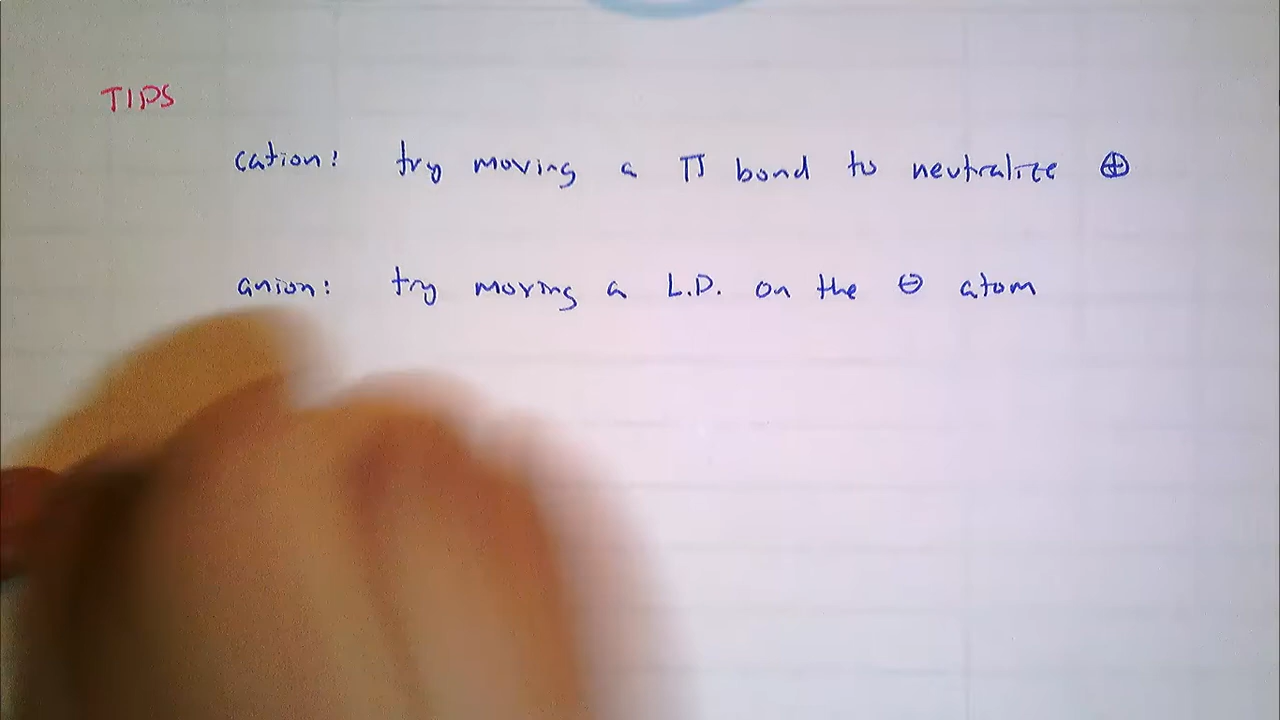 TIPS
cation: try moving a π bond to neutralize ⊕
anion: try moving a L.P. on the ⊖ atom